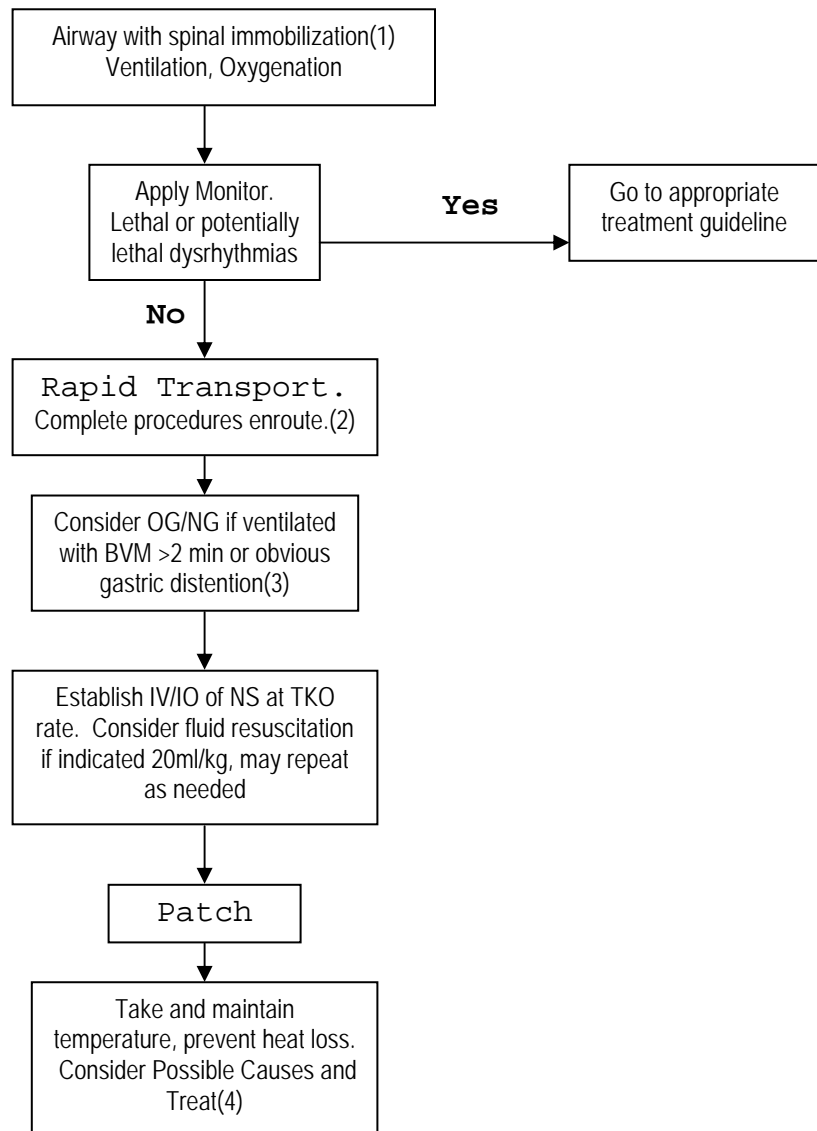 Airway with spinal immobilization(1)
Ventilation, Oxygenation
Apply Monitor.
Lethal or potentially
lethal dysrhythmias
Yes
Go to appropriate
treatment guideline
No
Rapid Transport.
Complete procedures enroute.(2)
Consider OG/NG if ventilated
with BVM >2 min or obvious
gastric distention(3)
Establish IV/IO of NS at TKO
rate. Consider fluid resuscitation
if indicated 20ml/kg, may repeat
as needed
Patch
Take and maintain
temperature, prevent heat loss.
Consider Possible Causes and
Treat(4)